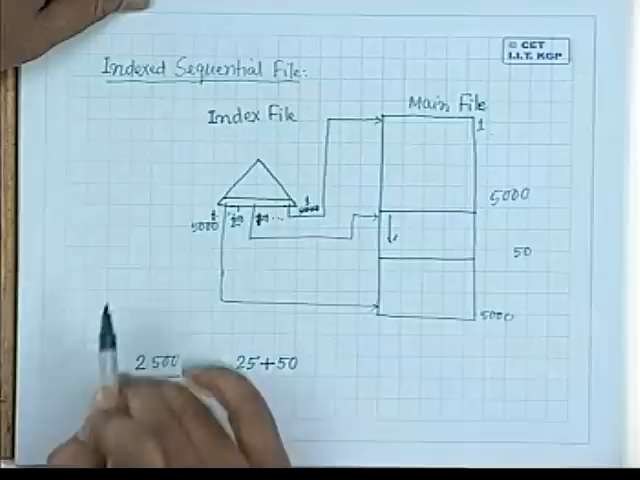 © CET
I.I.T. KGP
Indexed Sequential File:
Index File
Main File
1
5000
5000
50
5000
2500
25+50